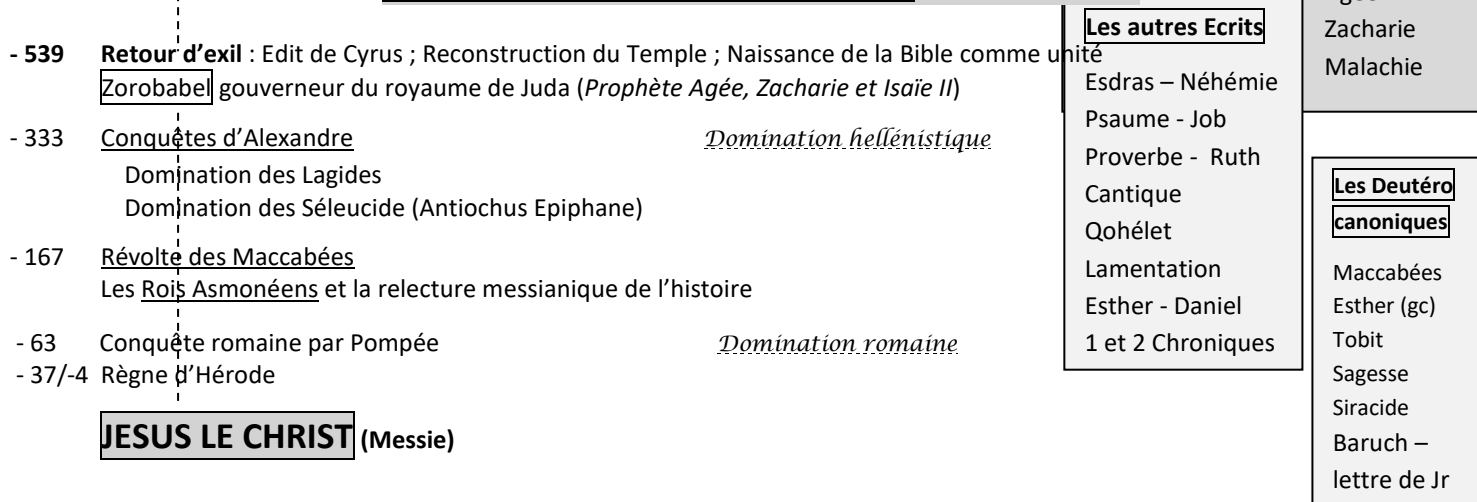 - 539 Retour d'exil : Edit de Cyrus ; Reconstruction du Temple ; Naissance de la Bible comme unité
Zorobabel gouverneur du royaume de Juda (Prophète Agée, Zacharie et Isaïe II)
- 333 Conquêtes d'Alexandre Domination hellénistique
Domination des Lagides
Domination des Séleucide (Antiochus Epiphane)
- 167 Révolte des Maccabées
Les Rois Asmonéens et la relecture messianique de l'histoire
- 63 Conquête romaine par Pompée Domination romaine
- 37/-4 Règne d'Hérode
JESUS LE CHRIST (Messie)
Les autres Ecrits
Esdras – Néhémie
Psaume - Job
Proverbe - Ruth
Cantique
Qohélet
Lamentation
Esther - Daniel
1 et 2 Chroniques
Zacharie
Malachie
Les Deutéro
canoniques
Maccabées
Esther (gc)
Tobit
Sagesse
Siracide
Baruch –
lettre de Jr